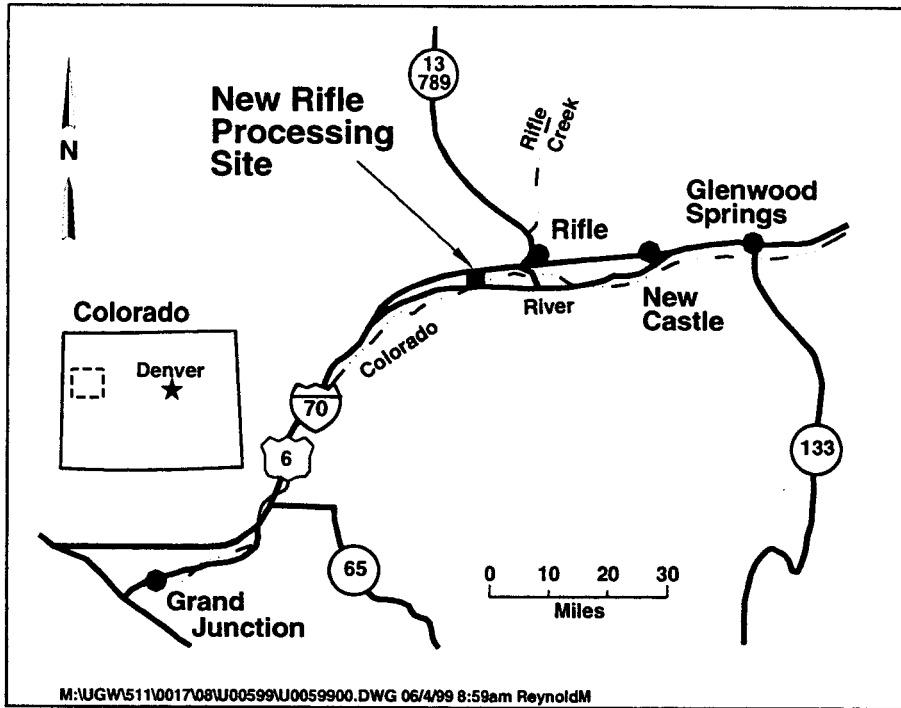 13
789
New Rifle
Processing
Site
N
Rifle
Creek
Glenwood
Springs
Rifle
New
Castle
River
Colorado
Colorado
Denver
70
6
133
65
0 10 20 30
Miles
Grand
Junction
M:\UGW\511\0017\08\U00599\U0059900.DWG 06/4/99 8:59am ReynoldM